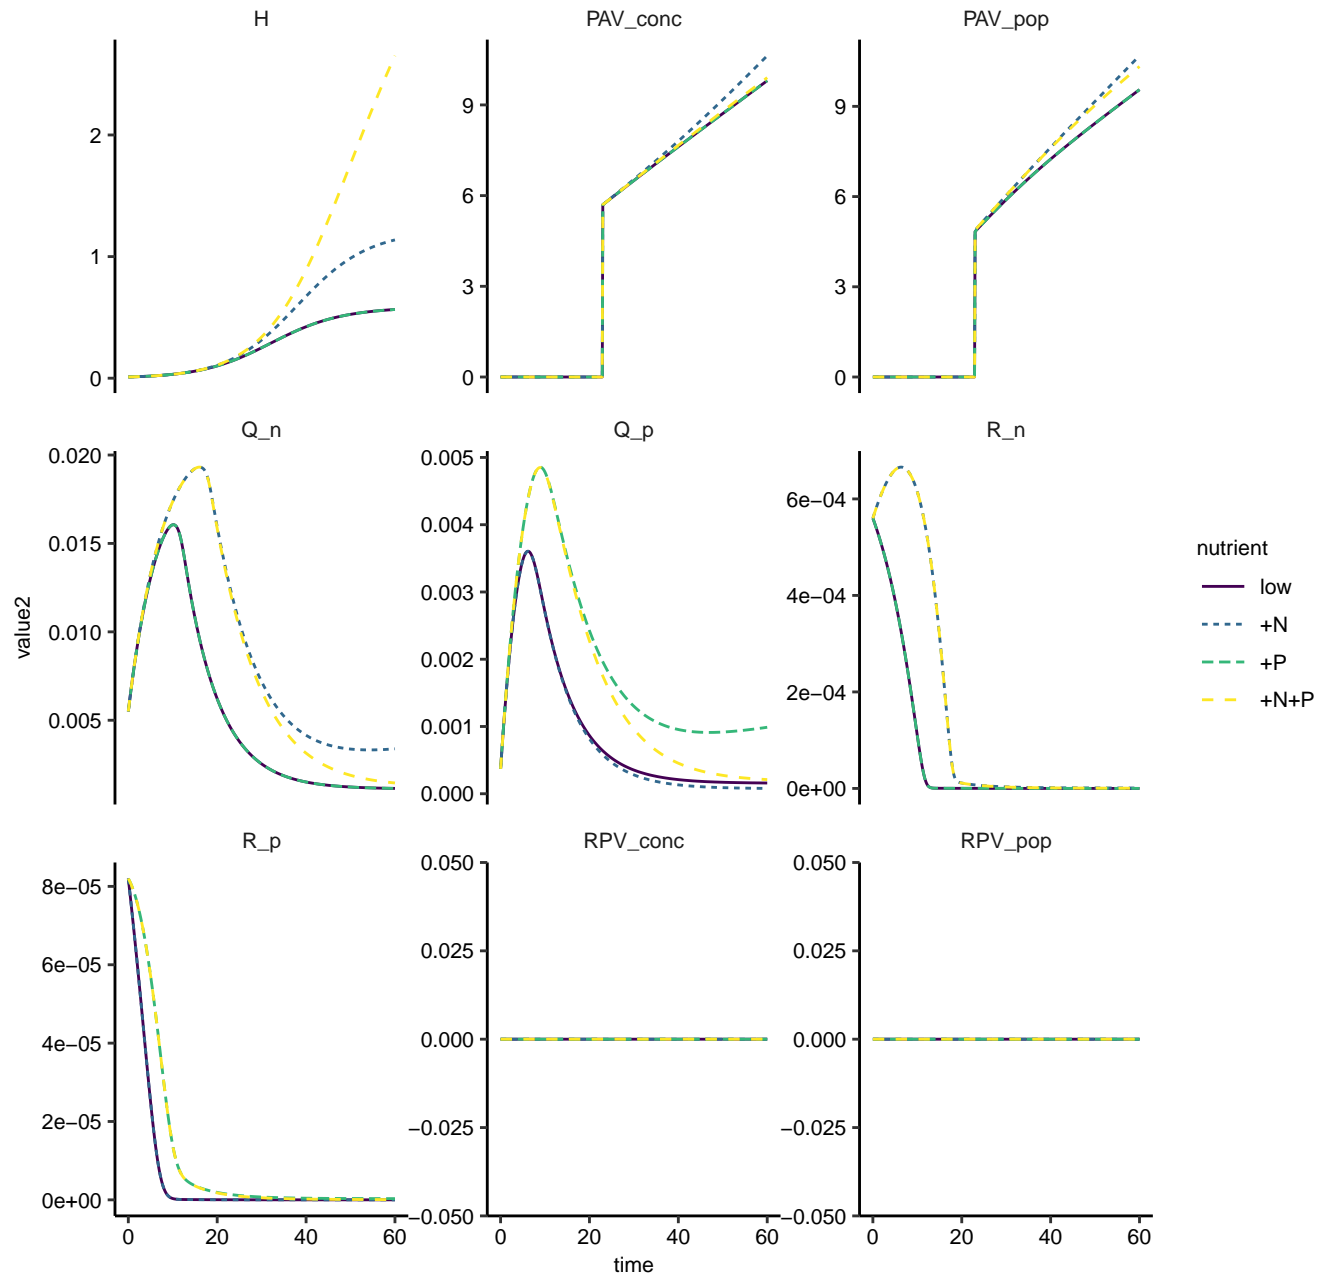 H PAV_conc PAV_pop
2
1
0
9
6
3
0
9
6
3
0
Q_n Q_p R_n
0.020
0.015
0.010
0.005
0.005
0.004
0.003
0.002
0.001
0.000
6e−04
4e−04
2e−04
0e+00
R_p RPV_conc RPV_pop
8e−05
6e−05
4e−05
2e−05
0e+00
0.050
0.025
0.000
−0.025
−0.050
0.050
0.025
0.000
−0.025
−0.050
0 20 40 60 0 20 40 60 0 20 40 60
time
value2
nutrient
low
+N
+P
+N+P